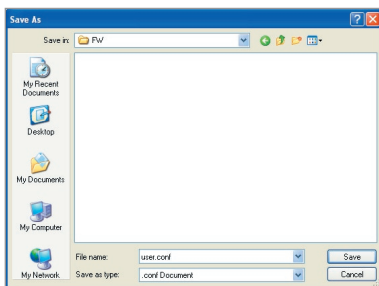 Save As
Save in:
FW
My Recent
Documents
Desktop
My Documents
My Computer
My Network
File name:
user.conf
Save
Save as type:
.conf Document
Cancel